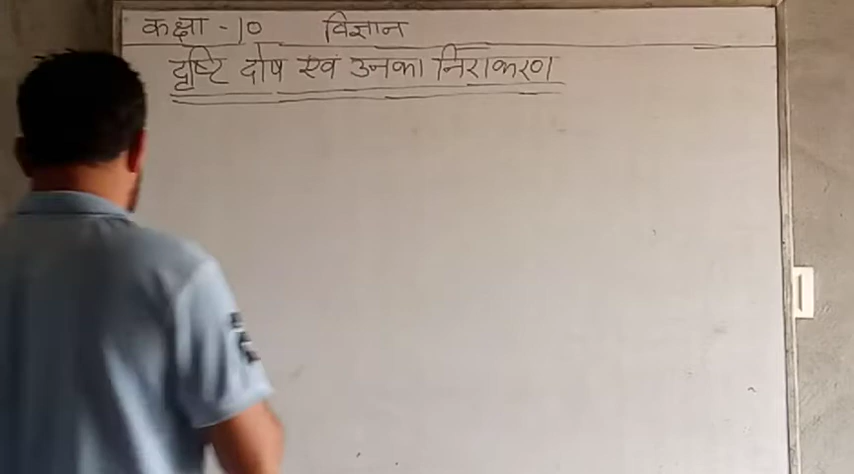 कक्षा - 10 विज्ञान
दृष्टि दोष एवं उनका निराकरण